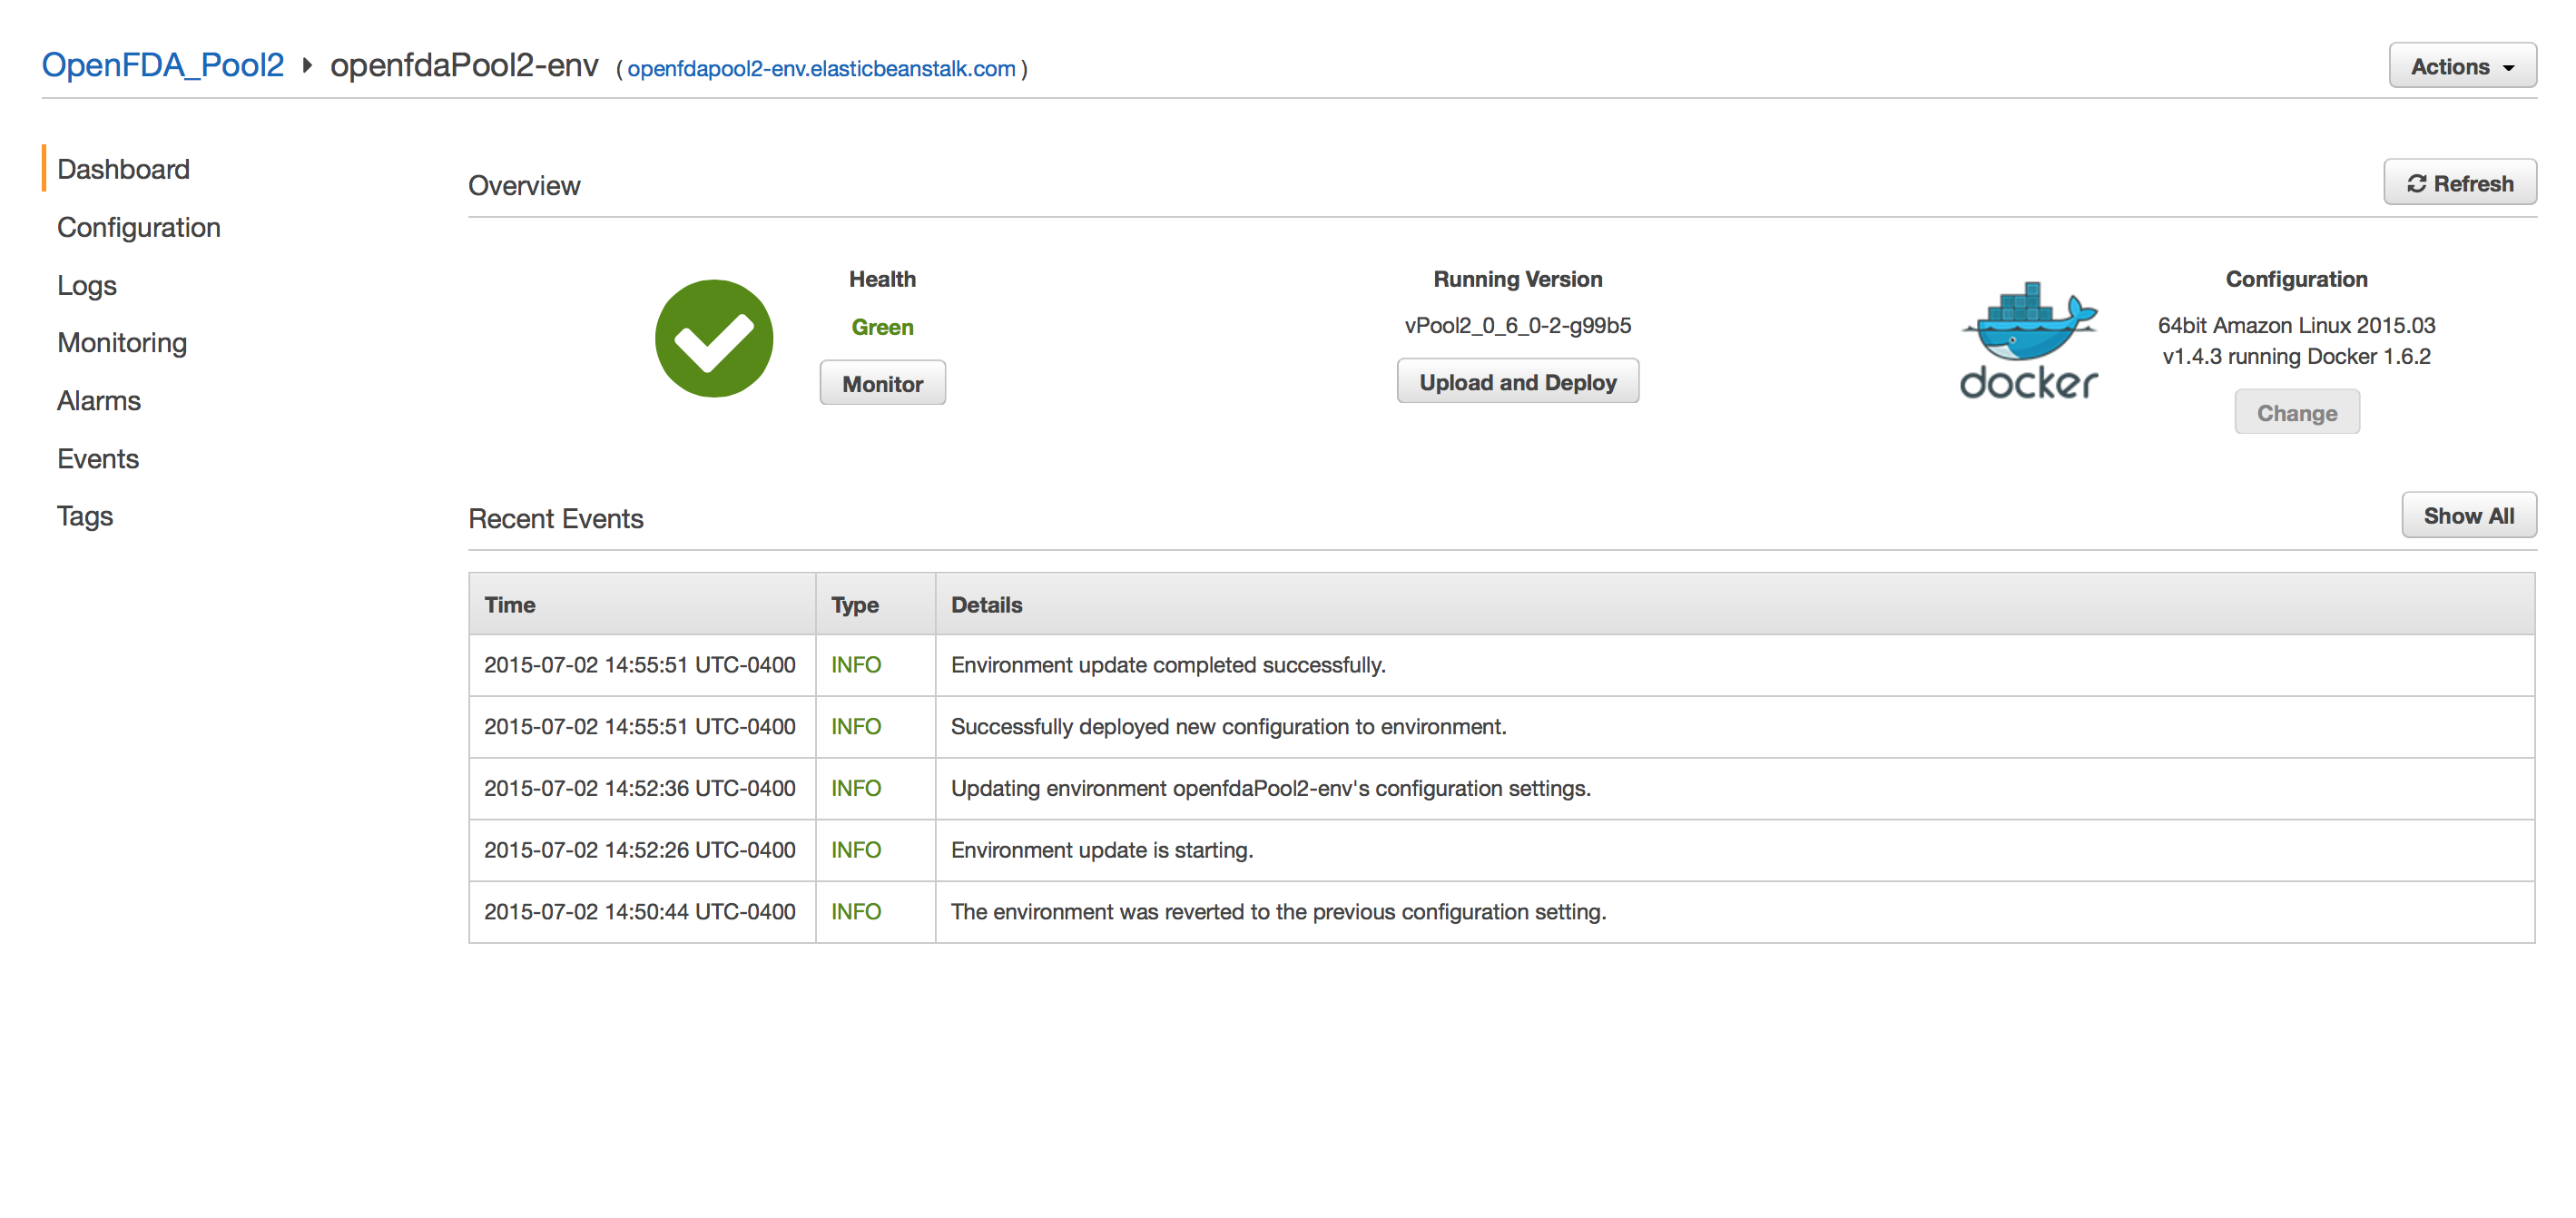 OpenFDA_Pool2 openfdaPool2-env ( openfdapool2-env.elasticbeanstalk.com )
Actions
Dashboard
Configuration
Logs
Monitoring
Alarms
Events
Tags
Overview
Refresh
Health
Green
Monitor
Running Version
vPool2_0_6_0-2-g99b5
Upload and Deploy
docker
Configuration
64bit Amazon Linux 2015.03
v1.4.3 running Docker 1.6.2
Change
Recent Events
Show All
Time Type Details
2015-07-02 14:55:51 UTC-0400 INFO Environment update completed successfully.
2015-07-02 14:55:51 UTC-0400 INFO Successfully deployed new configuration to environment.
2015-07-02 14:52:36 UTC-0400 INFO Updating environment openfdaPool2-env's configuration settings.
2015-07-02 14:52:26 UTC-0400 INFO Environment update is starting.
2015-07-02 14:50:44 UTC-0400 INFO The environment was reverted to the previous configuration setting.